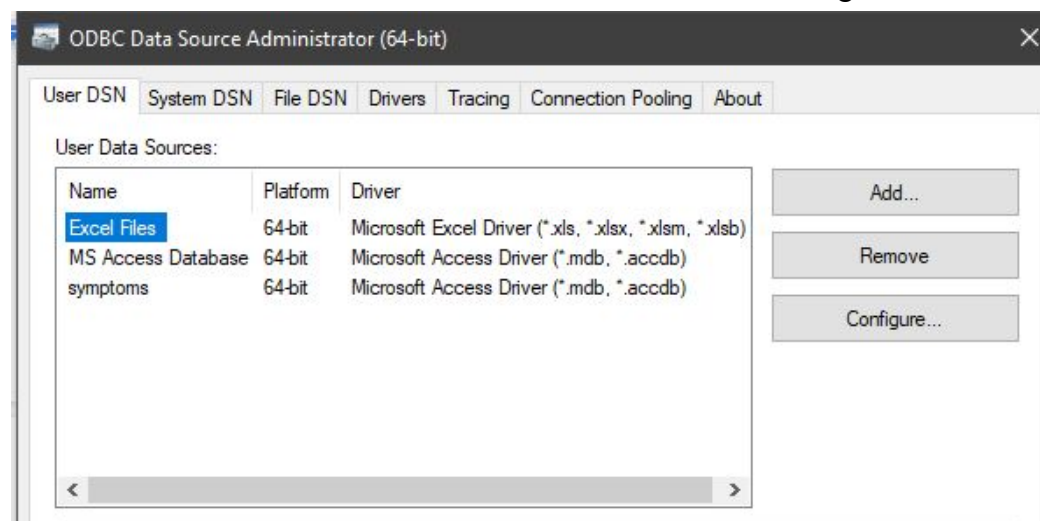 ODBC Data Source Administrator (64-bit)
User DSN System DSN File DSN Drivers Tracing Connection Pooling About
User Data Sources:
Name Platform Driver
Excel Files 64-bit Microsoft Excel Driver (*.xls, *.xlsx, *.xlsm, *.xlsb)
MS Access Database 64-bit Microsoft Access Driver (*.mdb, *.accdb)
symptoms 64-bit Microsoft Access Driver (*.mdb, *.accdb)
Add...
Remove
Configure...